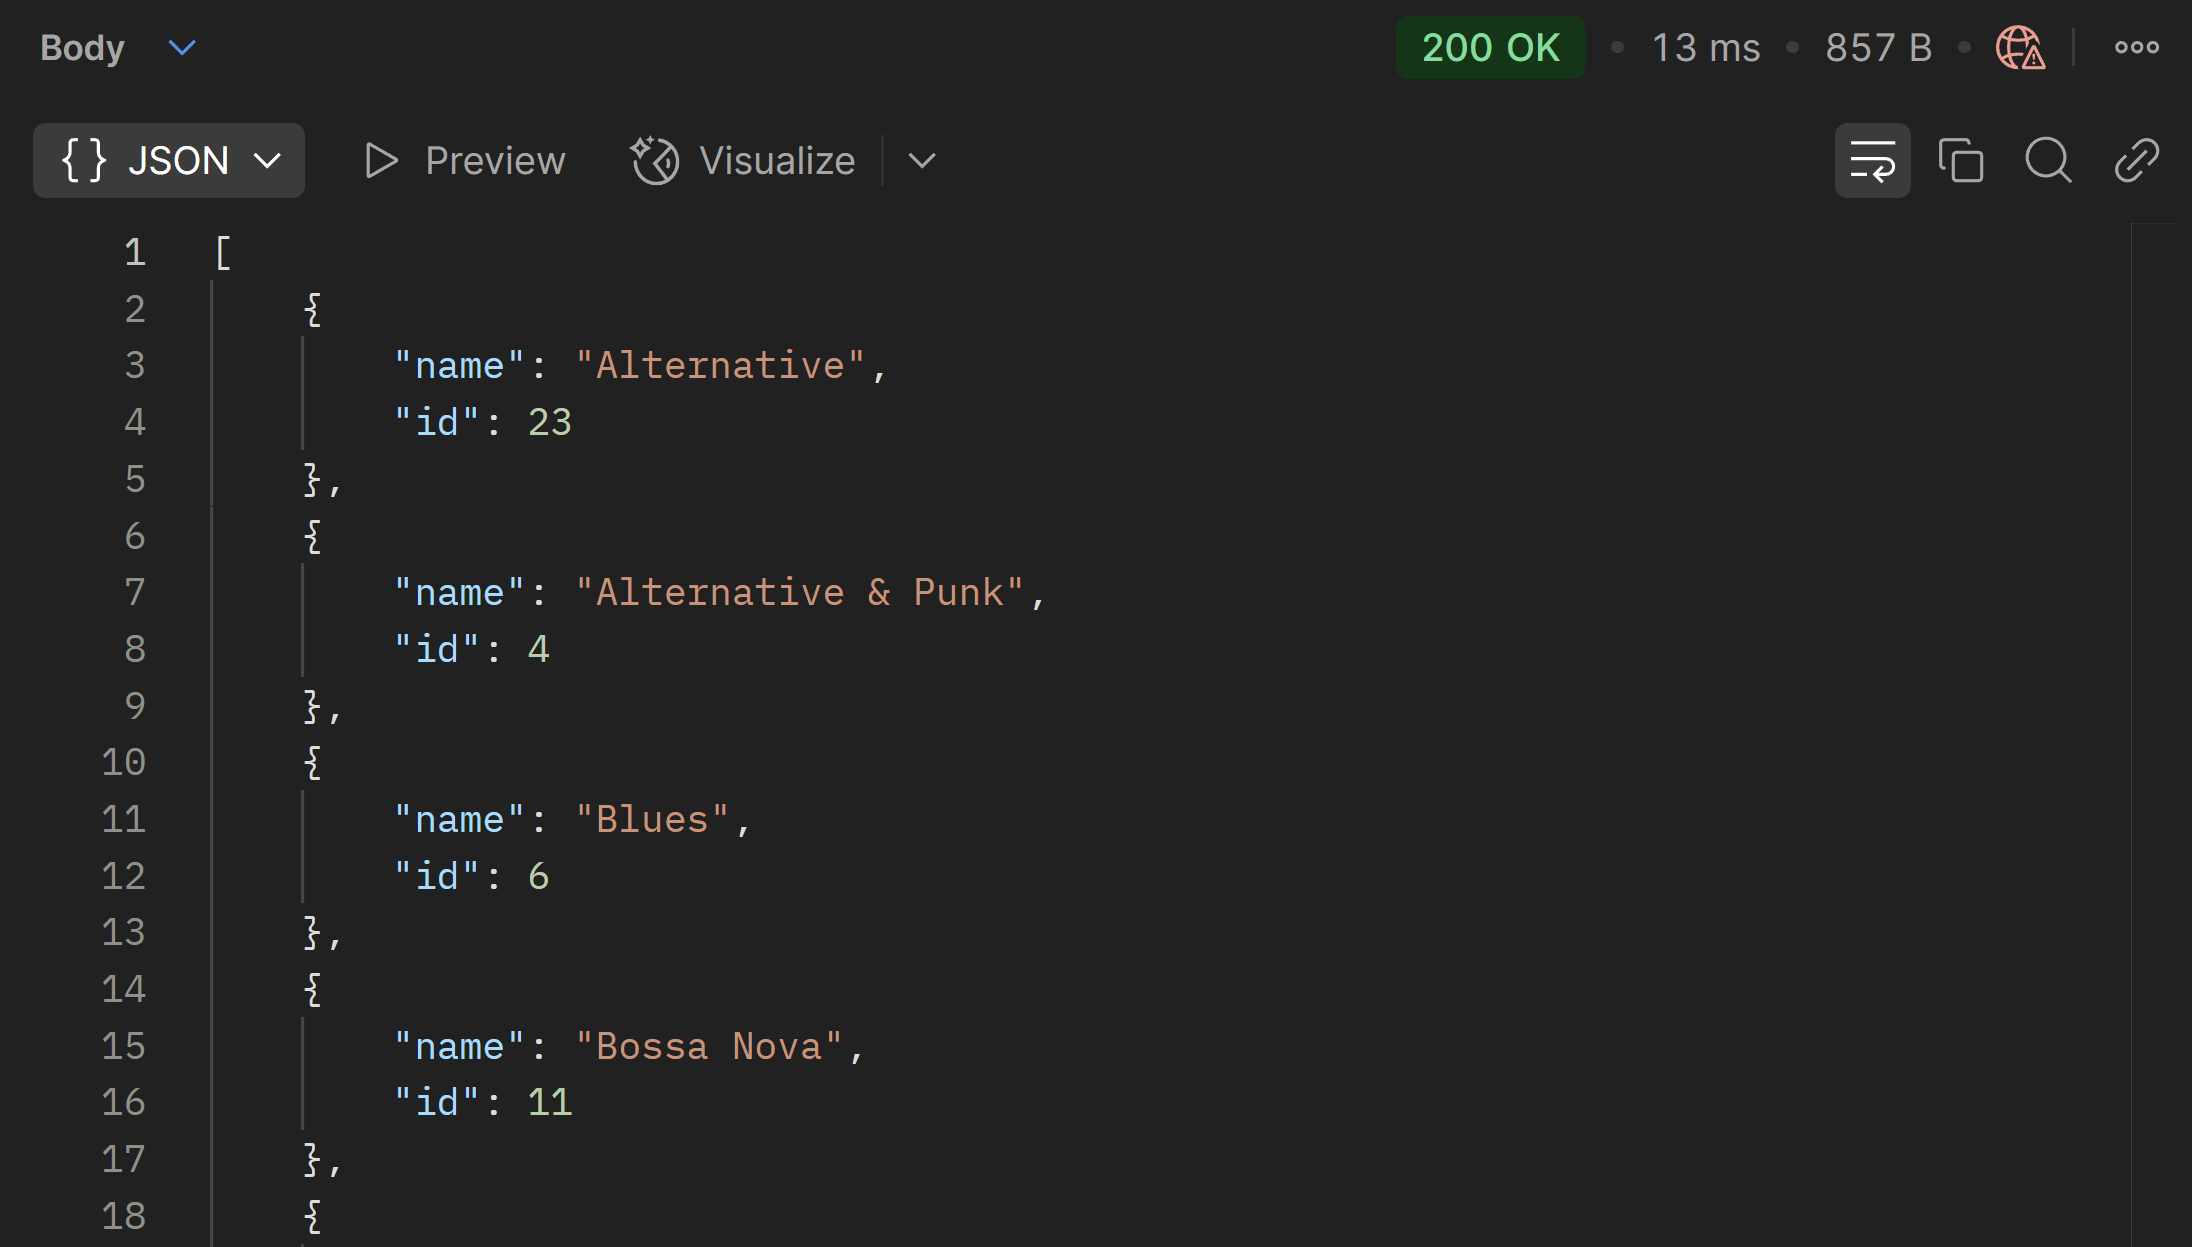 Body 200 OK • 13 ms • 857 B
{} JSON Preview Visualize
1 [
2 {
3 "name": "Alternative",
4 "id": 23
5 },
6 {
7 "name": "Alternative & Punk",
8 "id": 4
9 },
10 {
11 "name": "Blues",
12 "id": 6
13 },
14 {
15 "name": "Bossa Nova",
16 "id": 11
17 },
18 {